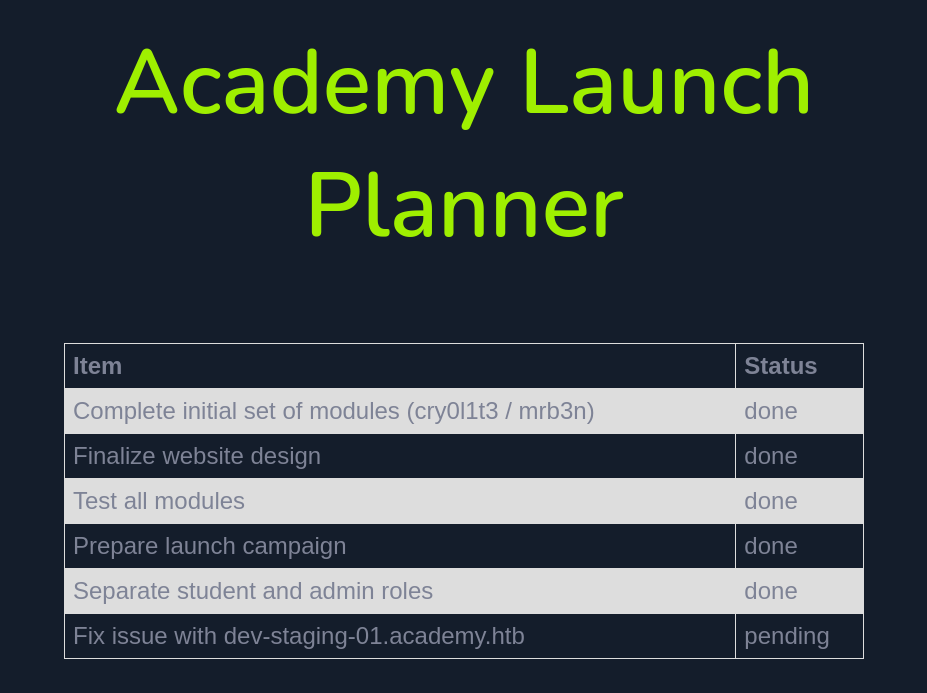 Academy Launch
Planner
Item Status
Complete initial set of modules (cry0l1t3 / mrb3n) done
Finalize website design done
Test all modules done
Prepare launch campaign done
Separate student and admin roles done
Fix issue with dev-staging-01.academy.htb pending